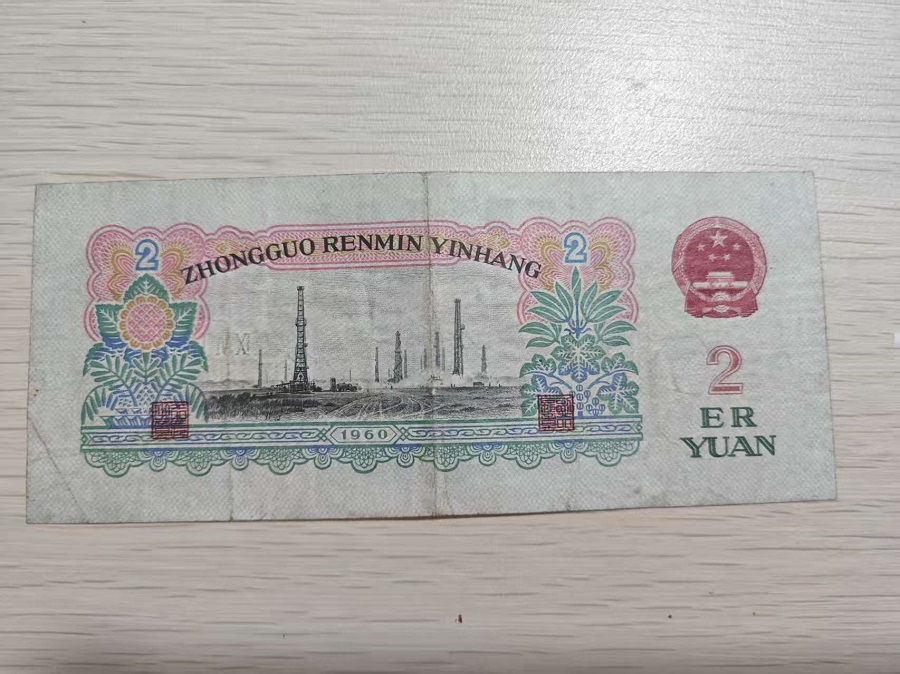 2
2
ZHONGGUO RENMIN YINHANG
1960
2
ER
YUAN